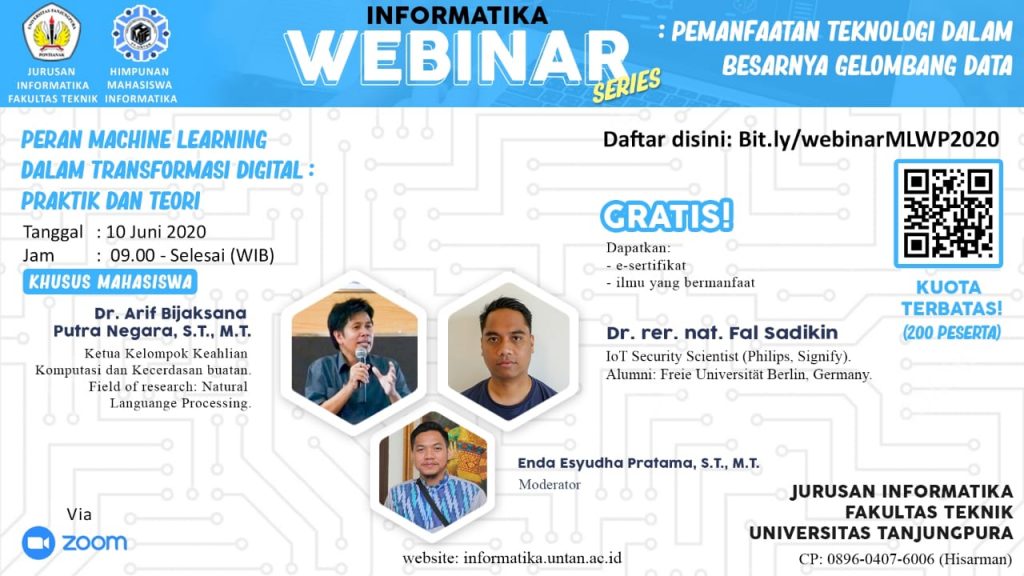 UNIVERSITAS TANJUNGPURA
PONTIANAK
JURUSAN
INFORMATIKA
FAKULTAS TEKNIK
HIMPUNAN
MAHASISWA
INFORMATIKA
INFORMATIKA
WEBINAR
SERIES
: PEMANFAATAN TEKNOLOGI DALAM
BESARNYA GELOMBANG DATA
PERAN MACHINE LEARNING
DALAM TRANSFORMASI DIGITAL :
PRAKTIK DAN TEORI
Tanggal : 10 Juni 2020
Jam : 09.00 - Selesai (WIB)
KHUSUS MAHASISWA
Daftar disini: Bit.ly/webinarMLWP2020
GRATIS!
Dapatkan:
- e-sertifikat
- ilmu yang bermanfaat
KUOTA
TERBATAS!
(200 PESERTA)
Dr. Arif Bijaksana
Putra Negara, S.T., M.T.
Ketua Kelompok Keahlian
Komputasi dan Kecerdasan buatan.
Field of research: Natural
Languange Processing.
Dr. rer. nat. Fal Sadikin
IoT Security Scientist (Philips, Signify).
Alumni: Freie Universität Berlin, Germany.
Enda Esyudha Pratama, S.T., M.T.
Moderator
Via
zoom
website: informatika.untan.ac.id
JURUSAN INFORMATIKA
FAKULTAS TEKNIK
UNIVERSITAS TANJUNGPURA
CP: 0896-0407-6006 (Hisarman)